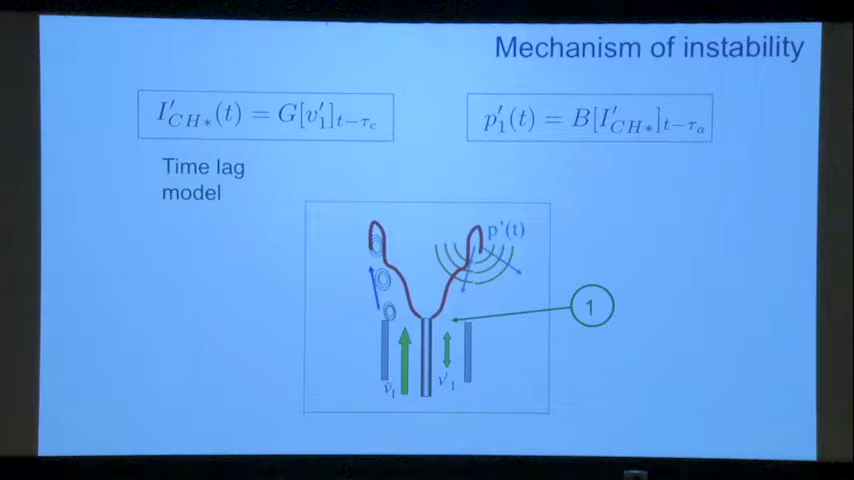 Mechanism of instability
I'_{CH*}(t) = G[v'_1]_{t-τ_c}
p'_1(t) = B[I'_{CH*}]_{t-τ_a}
Time lag
model
p'(t)
1
v̄_1
v'_1